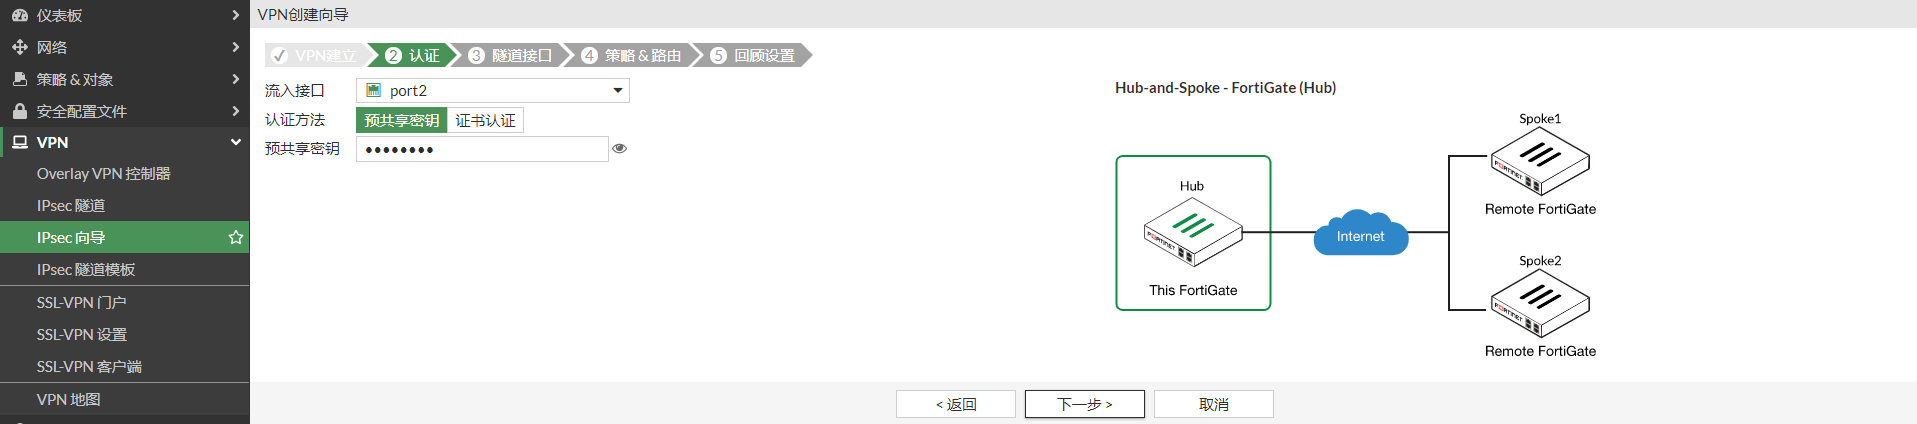 仪表板
网络
策略 & 对象
安全配置文件
VPN
Overlay VPN 控制器
IPsec 隧道
IPsec 向导
IPsec 隧道模板
SSL-VPN 门户
SSL-VPN 设置
SSL-VPN 客户端
VPN 地图
VPN创建向导
VPN建立 2 认证 3 隧道接口 4 策略 & 路由 5 回顾设置
流入接口 port2
认证方法 预共享密钥 证书认证
预共享密钥 ••••••••
Hub-and-Spoke - FortiGate (Hub)
Spoke1
FORTINET
Remote FortiGate
Hub
FORTINET
This FortiGate
Internet
Spoke2
FORTINET
Remote FortiGate
< 返回 下一步 > 取消